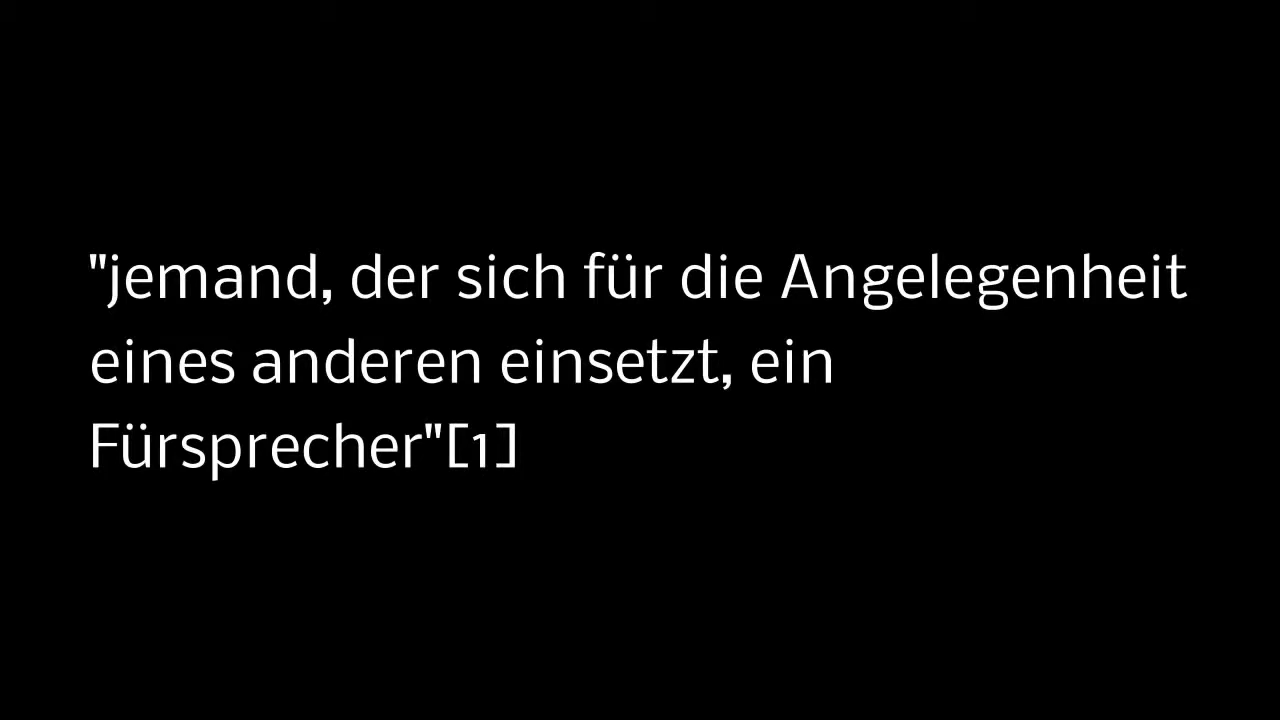 "jemand, der sich für die Angelegenheit
eines anderen einsetzt, ein
Fürsprecher"[1]